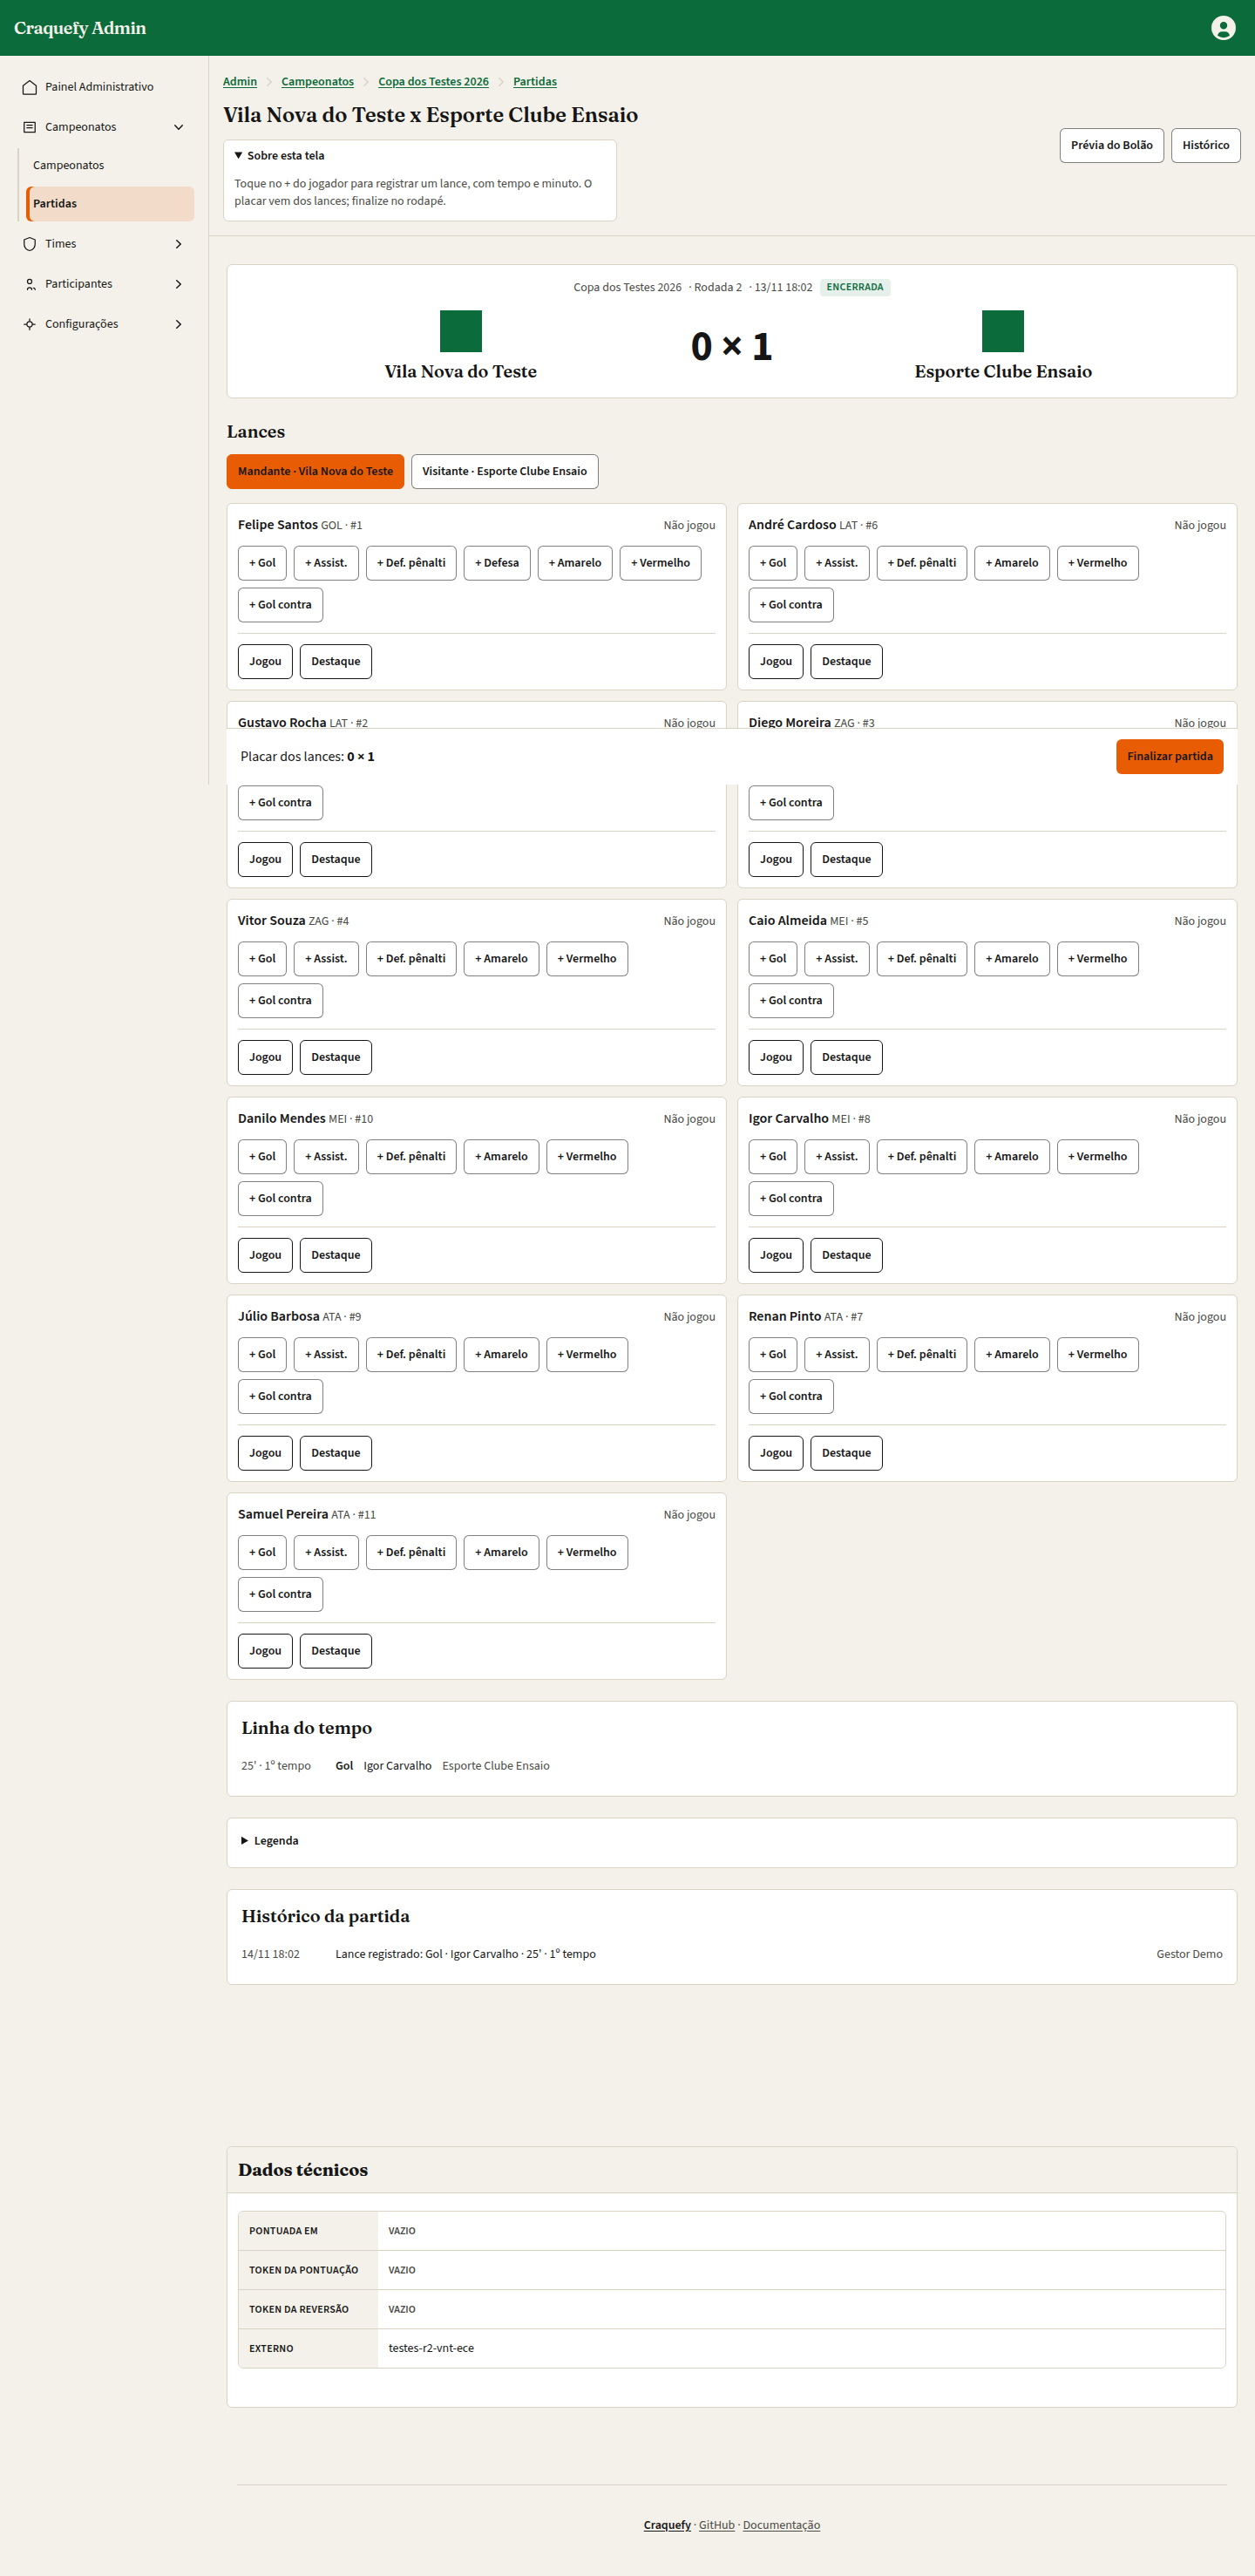 Craquefy Admin
Painel Administrativo
Campeonatos
Campeonatos
Partidas
Times
Participantes
Configurações
Admin > Campeonatos > Copa dos Testes 2026 > Partidas
Vila Nova do Teste x Esporte Clube Ensaio
▼ Sobre esta tela
Toque no + do jogador para registrar um lance, com tempo e minuto. O
placar vem dos lances; finalize no rodapé.
Prévia do Bolão Histórico
Copa dos Testes 2026 · Rodada 2 · 13/11 18:02 ENCERRADA
Vila Nova do Teste
0 × 1
Esporte Clube Ensaio
Lances
Mandante · Vila Nova do Teste Visitante · Esporte Clube Ensaio
Felipe Santos GOL · #1 Não jogou
+ Gol + Assist. + Def. pênalti + Defesa + Amarelo + Vermelho
+ Gol contra
Jogou Destaque
André Cardoso LAT · #6 Não jogou
+ Gol + Assist. + Def. pênalti + Amarelo + Vermelho
+ Gol contra
Jogou Destaque
Gustavo Rocha LAT · #2 Não jogou
Diego Moreira ZAG · #3 Não jogou
Placar dos lances: 0 × 1 Finalizar partida
+ Gol contra
Jogou Destaque
+ Gol contra
Jogou Destaque
Vitor Souza ZAG · #4 Não jogou
+ Gol + Assist. + Def. pênalti + Amarelo + Vermelho
+ Gol contra
Jogou Destaque
Caio Almeida MEI · #5 Não jogou
+ Gol + Assist. + Def. pênalti + Amarelo + Vermelho
+ Gol contra
Jogou Destaque
Danilo Mendes MEI · #10 Não jogou
+ Gol + Assist. + Def. pênalti + Amarelo + Vermelho
+ Gol contra
Jogou Destaque
Igor Carvalho MEI · #8 Não jogou
+ Gol + Assist. + Def. pênalti + Amarelo + Vermelho
+ Gol contra
Jogou Destaque
Júlio Barbosa ATA · #9 Não jogou
+ Gol + Assist. + Def. pênalti + Amarelo + Vermelho
+ Gol contra
Jogou Destaque
Renan Pinto ATA · #7 Não jogou
+ Gol + Assist. + Def. pênalti + Amarelo + Vermelho
+ Gol contra
Jogou Destaque
Samuel Pereira ATA · #11 Não jogou
+ Gol + Assist. + Def. pênalti + Amarelo + Vermelho
+ Gol contra
Jogou Destaque
Linha do tempo
25' · 1º tempo Gol Igor Carvalho Esporte Clube Ensaio
▶ Legenda
Histórico da partida
14/11 18:02 Lance registrado: Gol · Igor Carvalho · 25' · 1º tempo Gestor Demo
Dados técnicos
PONTUADA EM VAZIO
TOKEN DA PONTUAÇÃO VAZIO
TOKEN DA REVERSÃO VAZIO
EXTERNO testes-r2-vnt-ece
Craquefy · GitHub · Documentação